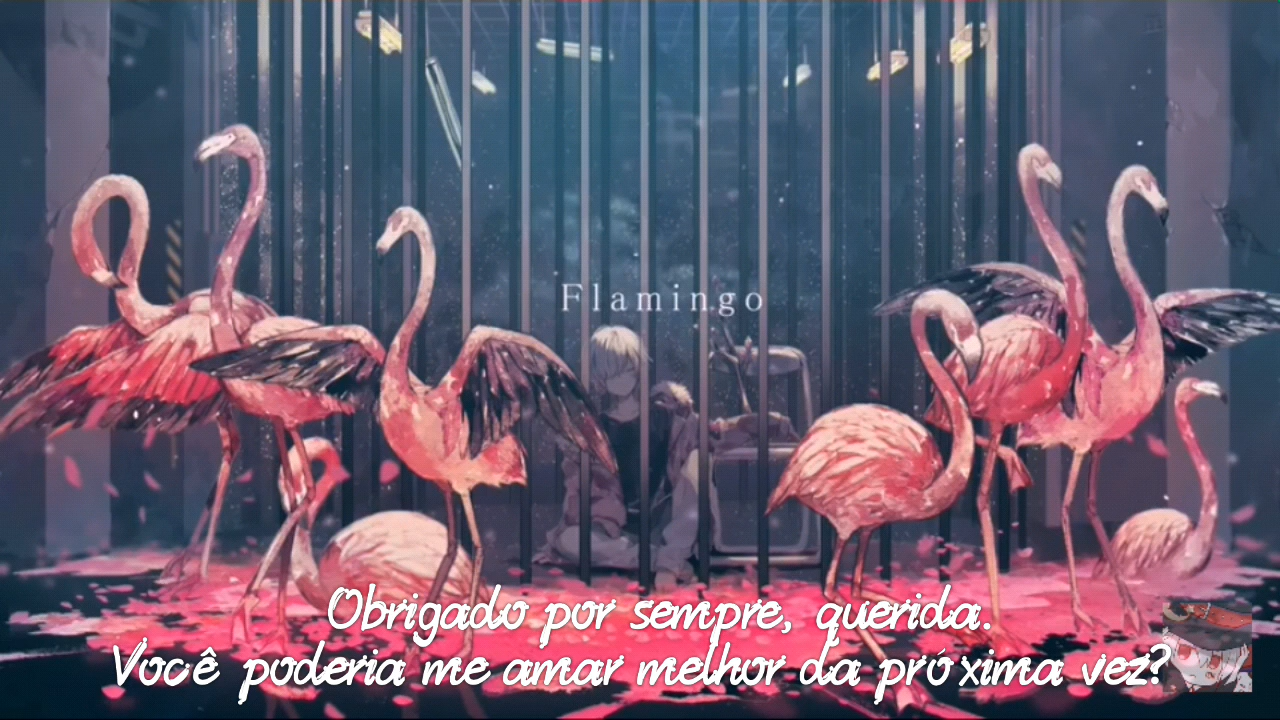 Flamingo
Obrigado por sempre, querida.
Você poderia me amar melhor da próxima vez?